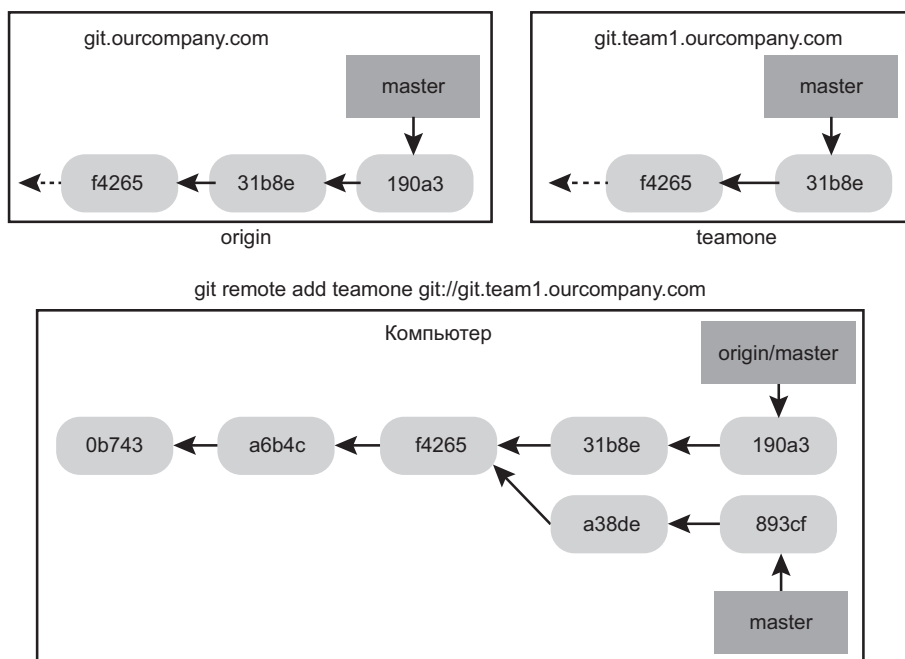 git.ourcompany.com
master
f4265
31b8e
190a3
origin
git.team1.ourcompany.com
master
f4265
31b8e
teamone
git remote add teamone git://git.team1.ourcompany.com
Компьютер
origin/master
0b743
a6b4c
f4265
31b8e
190a3
a38de
893cf
master